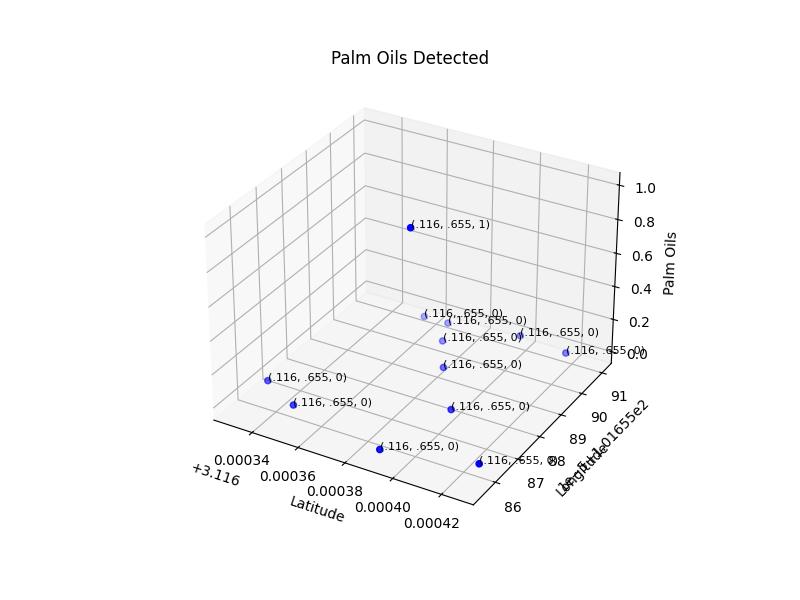 Palm Oils Detected
1.0
(.116, .655, 1)
0.8
Palm Oils
0.6
0.4
(.116, .655, 0)
(.116, .655, 0)
0.2
(.116, .655, 0)
(.116, .655, 0)
(.116, .655, 0)
0.0
(.116, .655, 0)
(.116, .655, 0)
91
(.116, .655, 0)
(.116, .655, 0)
90
89
(.116, .655, 0)
88
(.116, .655, 0)
0.00034
+3.116
0.00036
87
Longitude
0.00038
86
Latitude
0.00040
0.00042